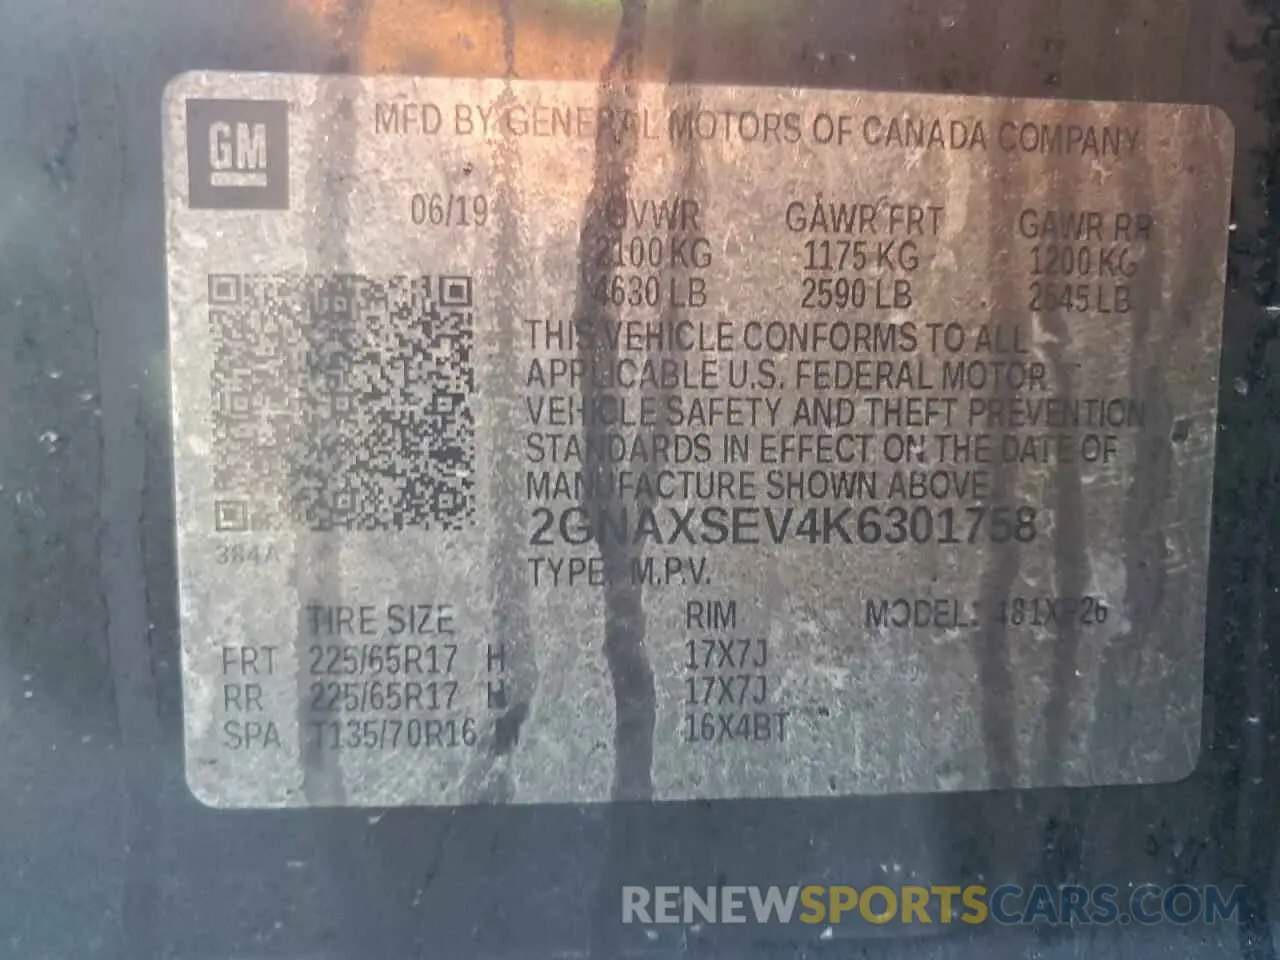 GM
MFD BY GENERAL MOTORS OF CANADA COMPANY
06/19 GVWR GAWR FRT GAWR RR
2100 KG 1175 KG 1200 KG
4630 LB 2590 LB 2645 LB
THIS VEHICLE CONFORMS TO ALL
APPLICABLE U.S. FEDERAL MOTOR
VEHICLE SAFETY AND THEFT PREVENTION
STANDARDS IN EFFECT ON THE DATE OF
MANUFACTURE SHOWN ABOVE
2GNAXSEV4K6301758
384A
TYPE: M.P.V.
TIRE SIZE RIM MODEL:
FRT 225/65R17 H 17X7J
RR 225/65R17 H 17X7J
SPA T135/70R16 16X4BT
RENEWSPORTSCARS.COM